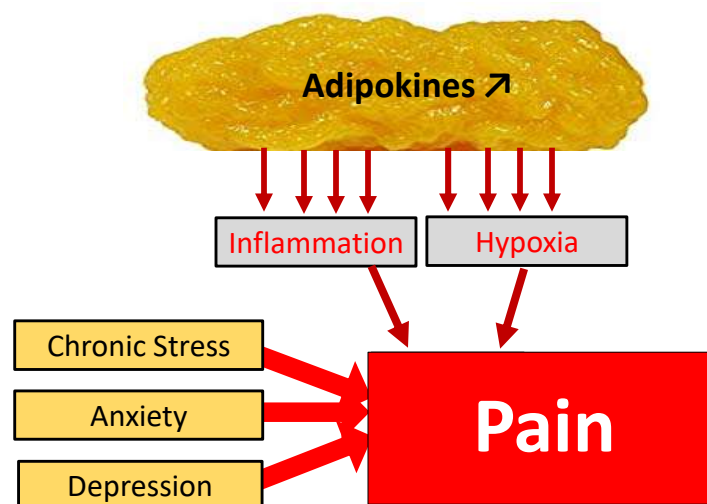 Adipokines ↗
Inflammation
Hypoxia
Chronic Stress
Anxiety
Depression
Pain